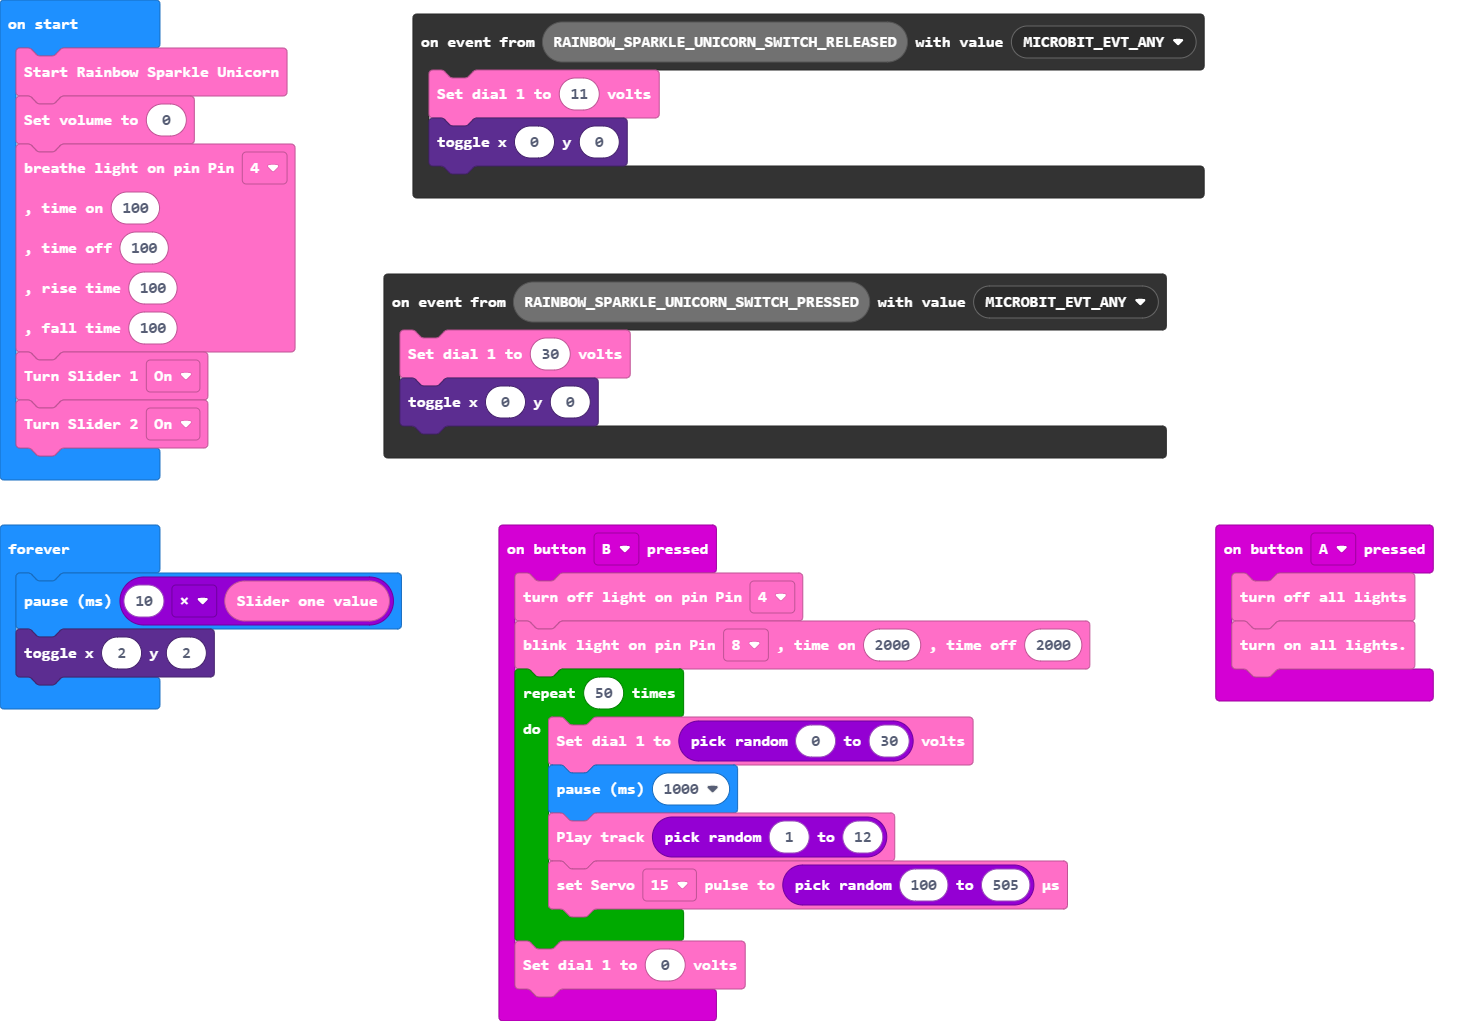 on start
Start Rainbow Sparkle Unicorn
Set volume to 0
breathe light on pin Pin 4
, time on 100
, time off 100
, rise time 100
, fall time 100
Turn Slider 1 On
Turn Slider 2 On
on event from RAINBOW_SPARKLE_UNICORN_SWITCH_RELEASED with value MICROBIT_EVT_ANY
Set dial 1 to 11 volts
toggle x 0 y 0
on event from RAINBOW_SPARKLE_UNICORN_SWITCH_PRESSED with value MICROBIT_EVT_ANY
Set dial 1 to 30 volts
toggle x 0 y 0
forever
pause (ms) 10 × Slider one value
toggle x 2 y 2
on button B pressed
turn off light on pin Pin 4
blink light on pin Pin 8 , time on 2000 , time off 2000
repeat 50 times
do
Set dial 1 to pick random 0 to 30 volts
pause (ms) 1000
Play track pick random 1 to 12
set Servo 15 pulse to pick random 100 to 505 µs
Set dial 1 to 0 volts
on button A pressed
turn off all lights
turn on all lights.